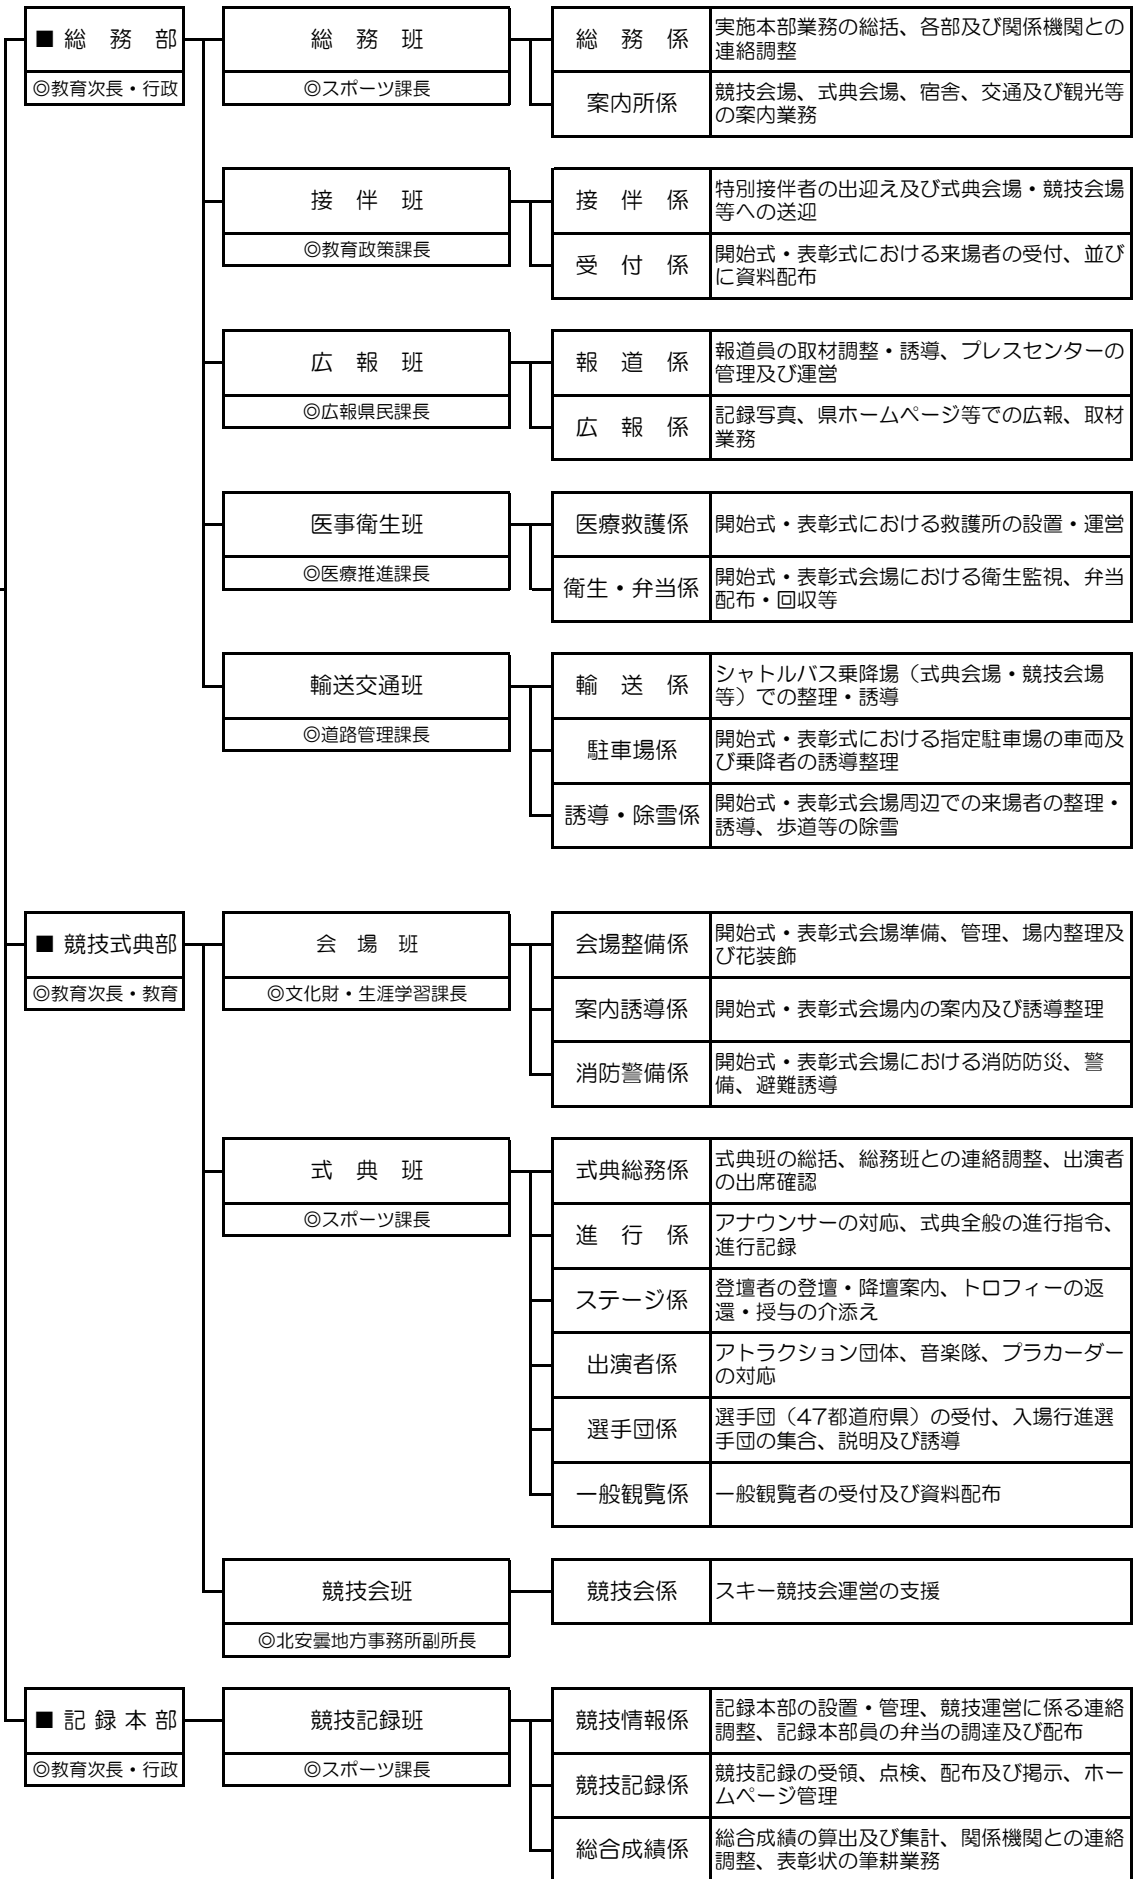 ■ 総 務 部
◎教育次長・行政
総 務 班
◎スポーツ課長
総 務 係
実施本部業務の総括、各部及び関係機関との
連絡調整
案内所係
競技会場、式典会場、宿舎、交通及び観光等
の案内業務
接 伴 班
◎教育政策課長
接 伴 係
特別接伴者の出迎え及び式典会場・競技会場
等への送迎
受 付 係
開始式・表彰式における来場者の受付、並び
に資料配布
広 報 班
◎広報県民課長
報 道 係
報道員の取材調整・誘導、プレスセンターの
管理及び運営
広 報 係
記録写真、県ホームページ等での広報、取材
業務
医事衛生班
◎医療推進課長
医療救護係
開始式・表彰式における救護所の設置・運営
衛生・弁当係
開始式・表彰式会場における衛生監視、弁当
配布・回収等
輸送交通班
◎道路管理課長
輸 送 係
シャトルバス乗降場（式典会場・競技会場
等）での整理・誘導
駐車場係
開始式・表彰式における指定駐車場の車両及
び乗降者の誘導整理
誘導・除雪係
開始式・表彰式会場周辺での来場者の整理・
誘導、歩道等の除雪
■ 競技式典部
◎教育次長・教育
会 場 班
◎文化財・生涯学習課長
会場整備係
開始式・表彰式会場準備、管理、場内整理及
び花装飾
案内誘導係
開始式・表彰式会場内の案内及び誘導整理
消防警備係
開始式・表彰式会場における消防防災、警
備、避難誘導
式 典 班
◎スポーツ課長
式典総務係
式典班の総括、総務班との連絡調整、出演者
の出席確認
進 行 係
アナウンサーの対応、式典全般の進行指令、
進行記録
ステージ係
登壇者の登壇・降壇案内、トロフィーの返
還・授与の介添え
出演者係
アトラクション団体、音楽隊、プラカーダー
の対応
選手団係
選手団（47都道府県）の受付、入場行進選
手団の集合、説明及び誘導
一般観覧係
一般観覧者の受付及び資料配布
競技会班
◎北安曇地方事務所副所長
競技会係
スキー競技会運営の支援
■ 記 録 本 部
◎教育次長・行政
競技記録班
◎スポーツ課長
競技情報係
記録本部の設置・管理、競技運営に係る連絡
調整、記録本部員の弁当の調達及び配布
競技記録係
競技記録の受領、点検、配布及び掲示、ホー
ムページ管理
総合成績係
総合成績の算出及び集計、関係機関との連絡
調整、表彰状の筆耕業務